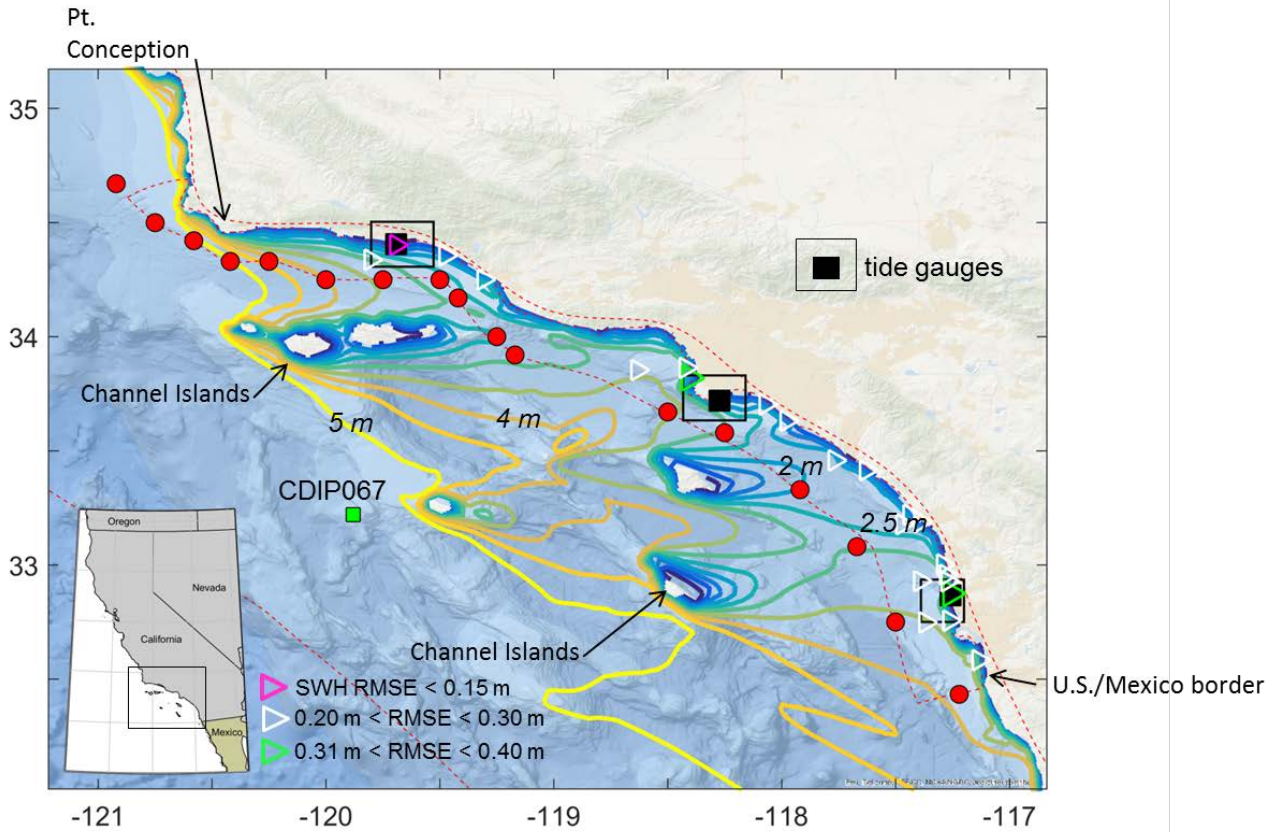 Pt.
Conception
35
34
33
-121
-120
-119
-118
-117
tide gauges
Channel Islands
5 m
4 m
2 m
2.5 m
CDIP067
Channel Islands
U.S./Mexico border
Oregon
Nevada
California
Mexico
SWH RMSE < 0.15 m
0.20 m < RMSE < 0.30 m
0.31 m < RMSE < 0.40 m